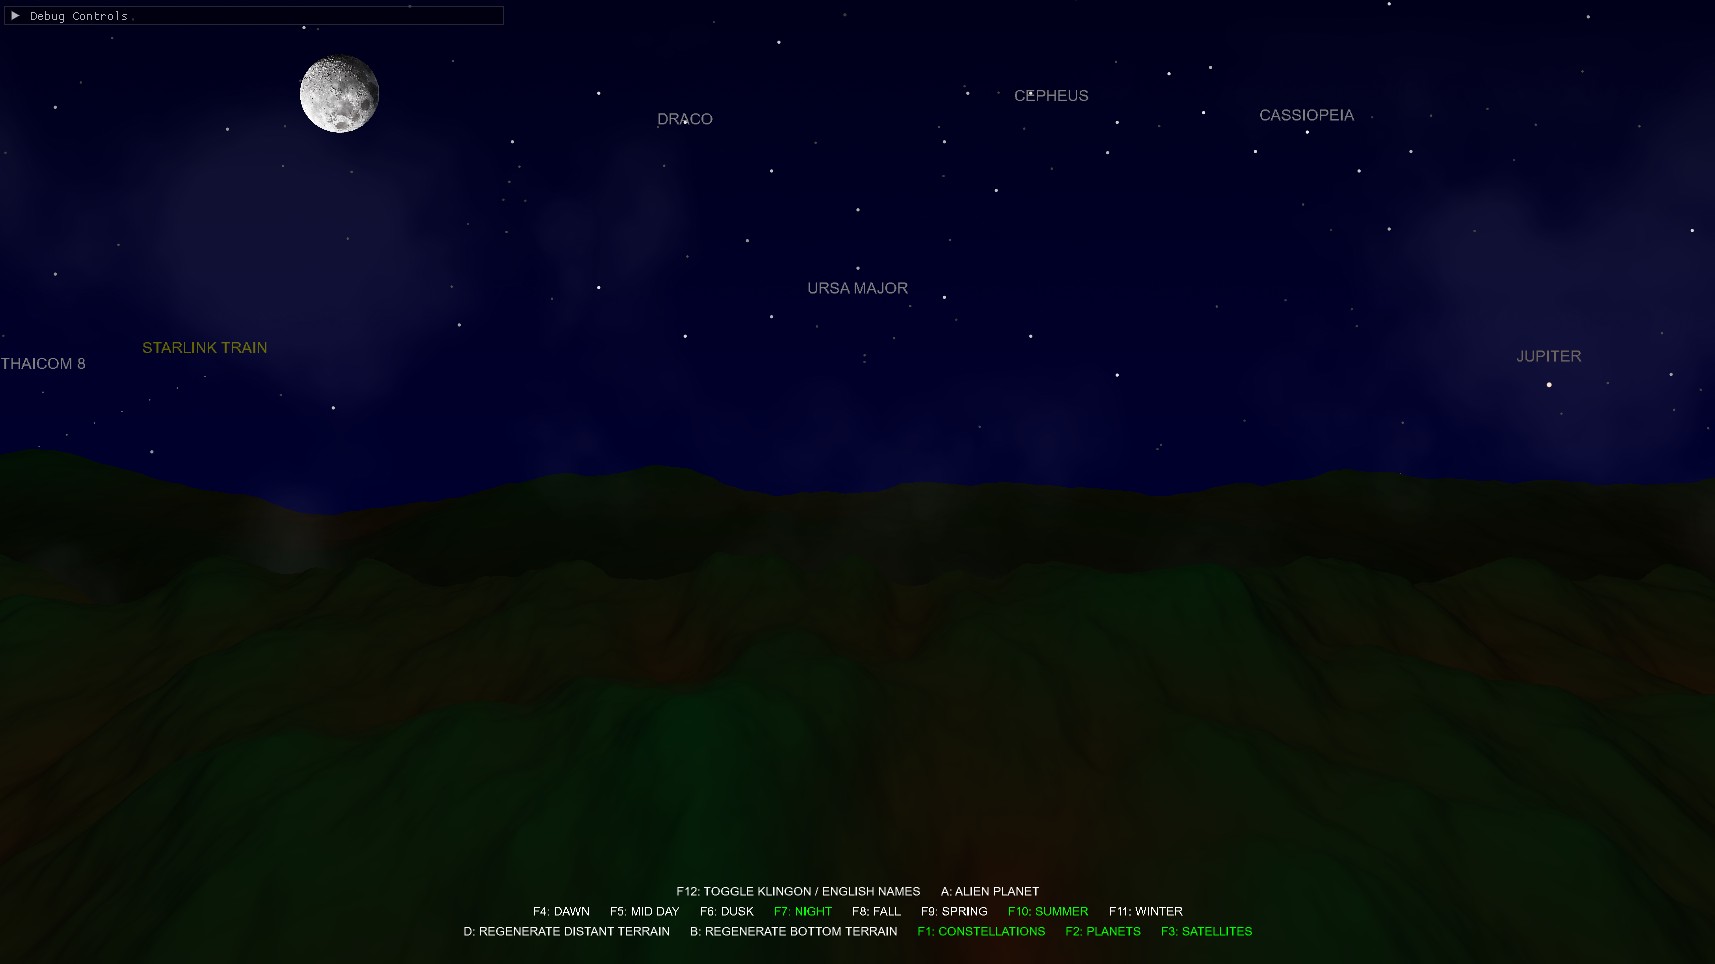 Debug Controls
CEPHEUS
DRACO
CASSIOPEIA
URSA MAJOR
STARLINK TRAIN
THAICOM 8
JUPITER
F12: TOGGLE KLINGON / ENGLISH NAMES A: ALIEN PLANET
F4: DAWN F5: MID DAY F6: DUSK F7: NIGHT F8: FALL F9: SPRING F10: SUMMER F11: WINTER
D: REGENERATE DISTANT TERRAIN B: REGENERATE BOTTOM TERRAIN F1: CONSTELLATIONS F2: PLANETS F3: SATELLITES